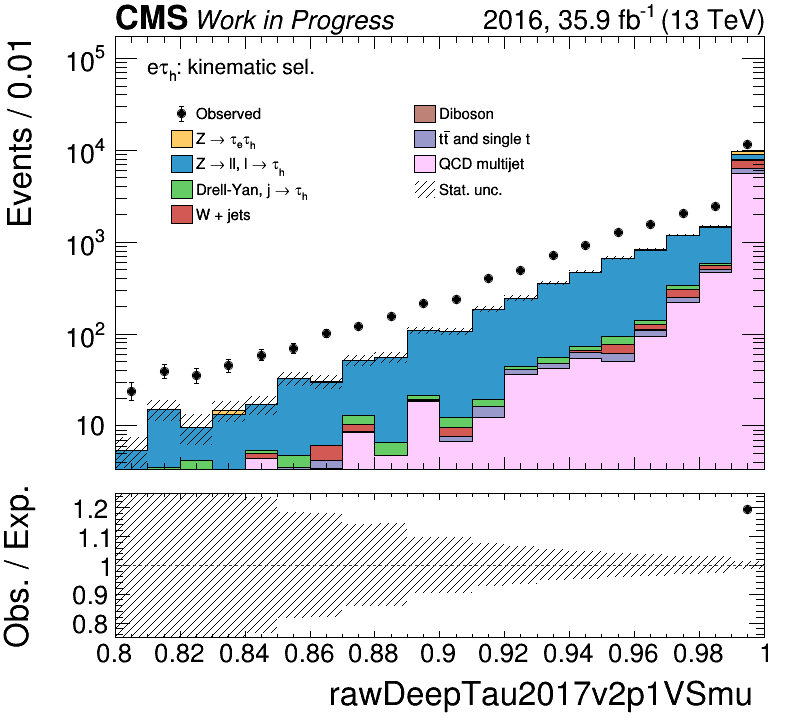 CMS Work in Progress 2016, 35.9 fb⁻¹ (13 TeV)
Events / 0.01
10⁵
10⁴
10³
10²
10
eτₕ: kinematic sel.
Observed
Z → τₑτₕ
Z → ll, l → τₕ
Drell-Yan, j → τₕ
W + jets
Diboson
tt̄ and single t
QCD multijet
Stat. unc.
Obs. / Exp.
1.2
1.1
1
0.9
0.8
0.8 0.82 0.84 0.86 0.88 0.9 0.92 0.94 0.96 0.98 1
rawDeepTau2017v2p1VSmu